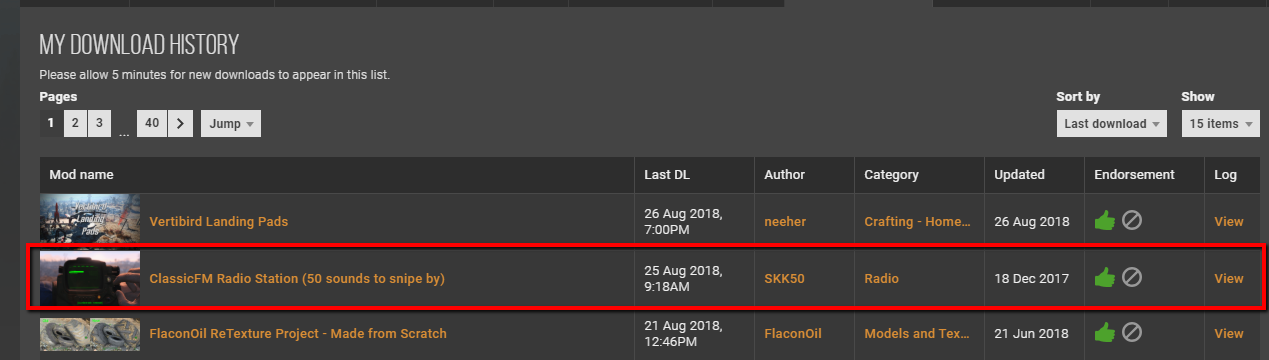 MY DOWNLOAD HISTORY
Please allow 5 minutes for new downloads to appear in this list.
Pages
Sort by Show
1 2 3 ... 40 Jump Last download 15 items
Mod name Last DL Author Category Updated Endorsement Log
Landing
Pads
Vertibird Landing Pads 26 Aug 2018, 7:00PM neeher Crafting - Home... 26 Aug 2018 View
ClassicFM Radio Station (50 sounds to snipe by) 25 Aug 2018, 9:18AM SKK50 Radio 18 Dec 2017 View
FlaconOil ReTexture Project - Made from Scratch 21 Aug 2018, 12:46PM FlaconOil Models and Tex... 21 Jun 2018 View